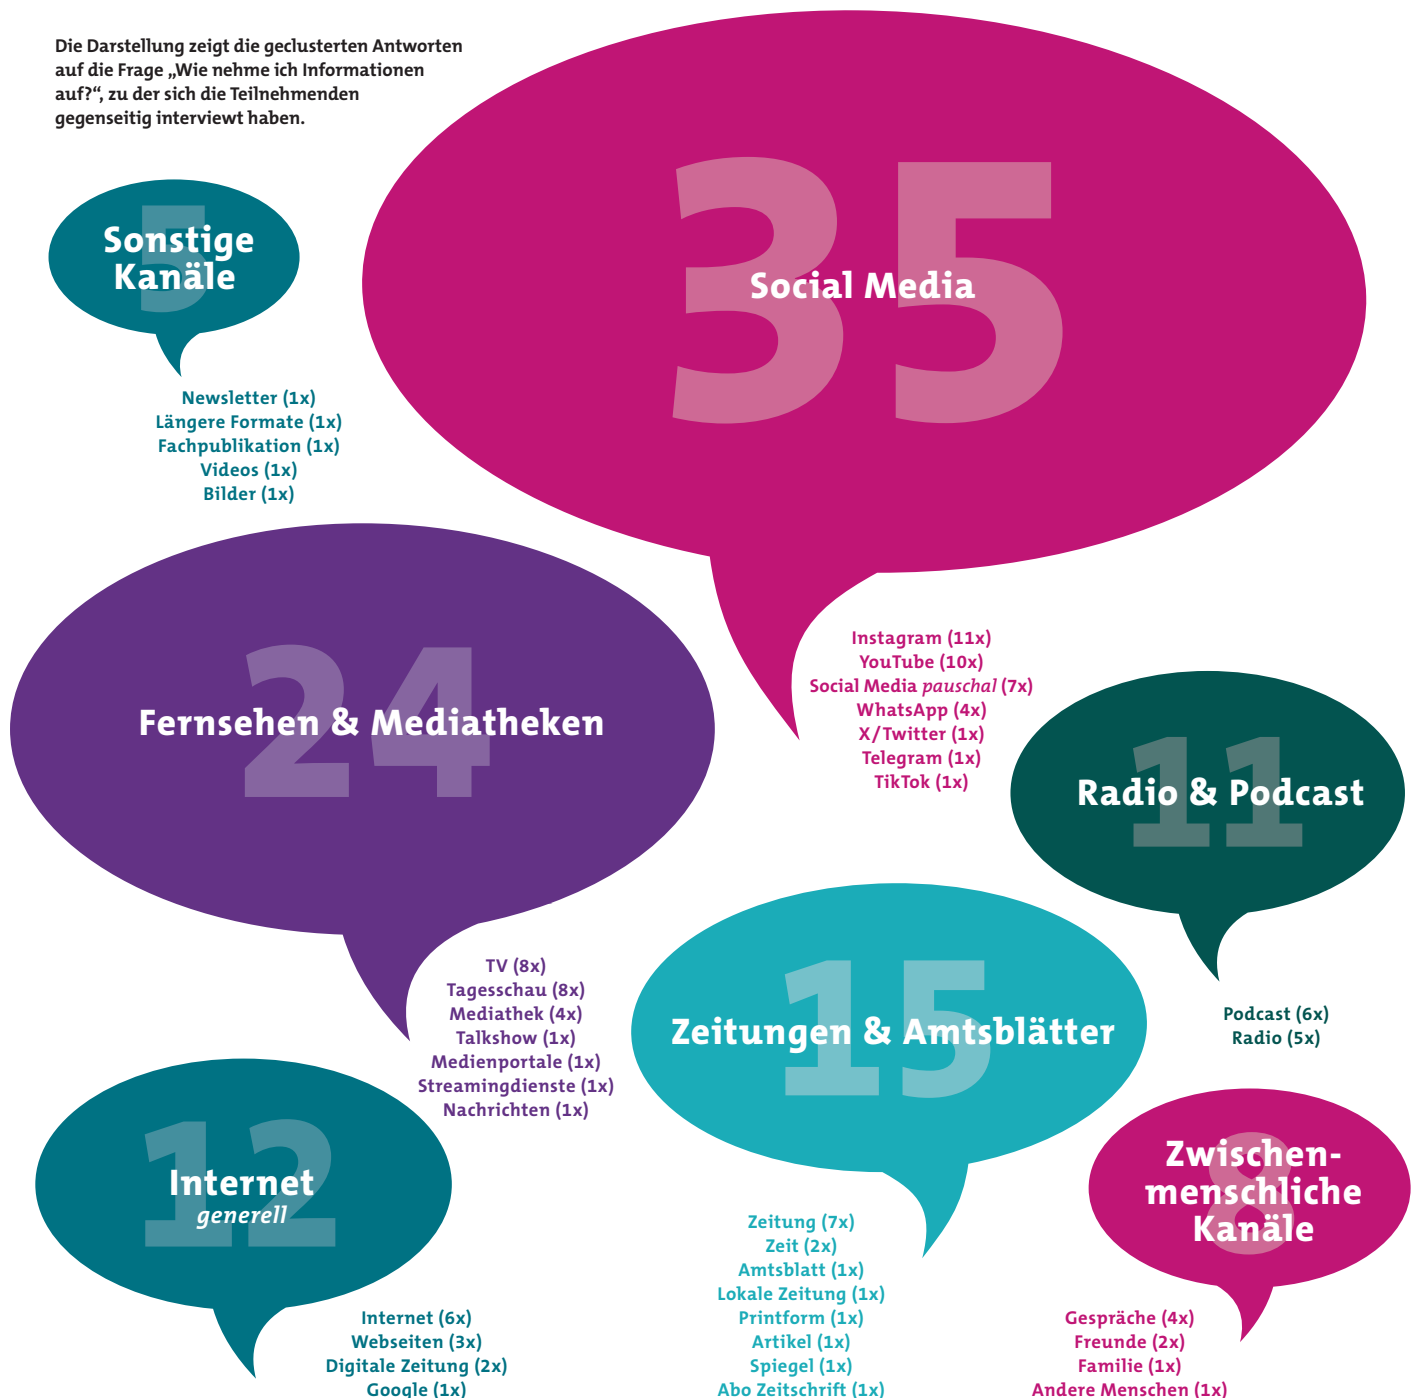 Die Darstellung zeigt die geclusterten Antworten
auf die Frage „Wie nehme ich Informationen
auf?“, zu der sich die Teilnehmenden
gegenseitig interviewt haben.
35
Social Media
Instagram (11x)
YouTube (10x)
Social Media pauschal (7x)
WhatsApp (4x)
X/Twitter (1x)
Telegram (1x)
TikTok (1x)
5
Sonstige
Kanäle
Newsletter (1x)
Längere Formate (1x)
Fachpublikation (1x)
Videos (1x)
Bilder (1x)
24
Fernsehen & Mediatheken
TV (8x)
Tagesschau (8x)
Mediathek (4x)
Talkshow (1x)
Medienportale (1x)
Streamingdienste (1x)
Nachrichten (1x)
11
Radio & Podcast
Podcast (6x)
Radio (5x)
15
Zeitungen & Amtsblätter
Zeitung (7x)
Zeit (2x)
Amtsblatt (1x)
Lokale Zeitung (1x)
Printform (1x)
Artikel (1x)
Spiegel (1x)
Abo Zeitschrift (1x)
12
Internet
generell
Internet (6x)
Webseiten (3x)
Digitale Zeitung (2x)
Google (1x)
8
Zwischen-
menschliche
Kanäle
Gespräche (4x)
Freunde (2x)
Familie (1x)
Andere Menschen (1x)